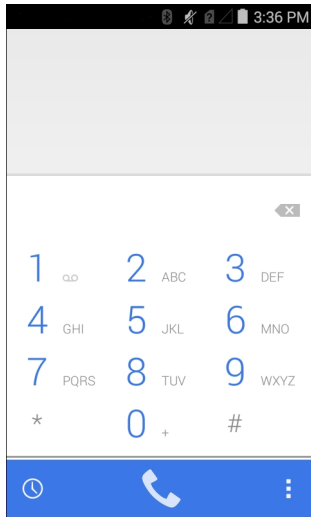 3:36 PM
1 2 ABC 3 DEF
4 GHI 5 JKL 6 MNO
7 PQRS 8 TUV 9 WXYZ
* 0 + #